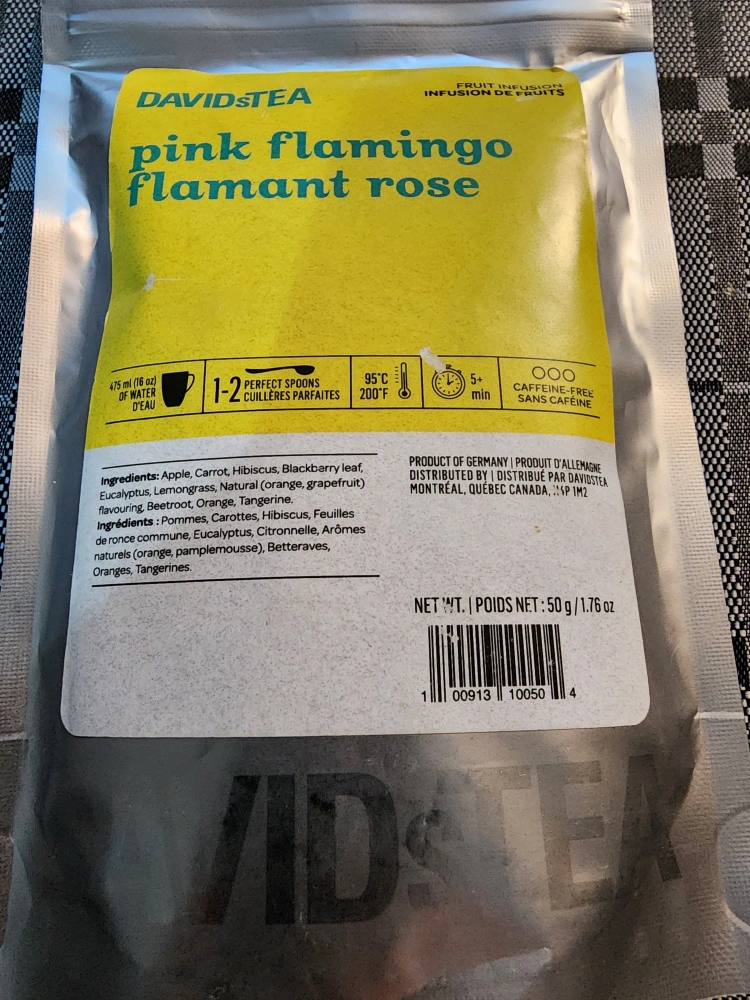 DAVIDsTEA
FRUIT INFUSION
INFUSION DE FRUITS
pink flamingo
flamant rose
475 ml (16 oz)
OF WATER
D'EAU
1-2 PERFECT SPOONS
CUILLÈRES PARFAITES
95°C
200°F
5+
min
CAFFEINE-FREE
SANS CAFÉINE
Ingredients: Apple, Carrot, Hibiscus, Blackberry leaf,
Eucalyptus, Lemongrass, Natural (orange, grapefruit)
flavouring, Beetroot, Orange, Tangerine.
Ingrédients : Pommes, Carottes, Hibiscus, Feuilles
de ronce commune, Eucalyptus, Citronnelle, Arômes
naturels (orange, pamplemousse), Betteraves,
Oranges, Tangerines.
PRODUCT OF GERMANY | PRODUIT D'ALLEMAGNE
DISTRIBUTED BY | DISTRIBUÉ PAR DAVIDSTEA
MONTRÉAL, QUÉBEC CANADA, 1M2
NET WT. | POIDS NET : 50 g / 1.76 oz
1 00913 10050 4
DAVIDsTEA